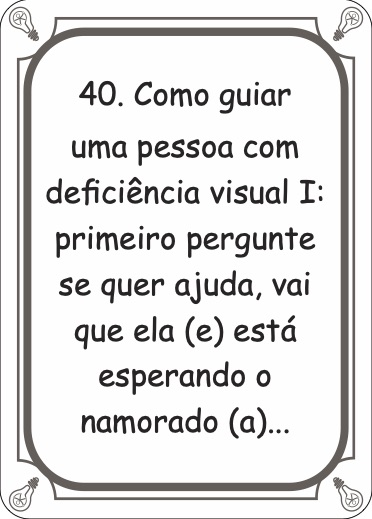 40. Como guiar
uma pessoa com
deficiência visual I:
primeiro pergunte
se quer ajuda, vai
que ela (e) está
esperando o
namorado (a)...